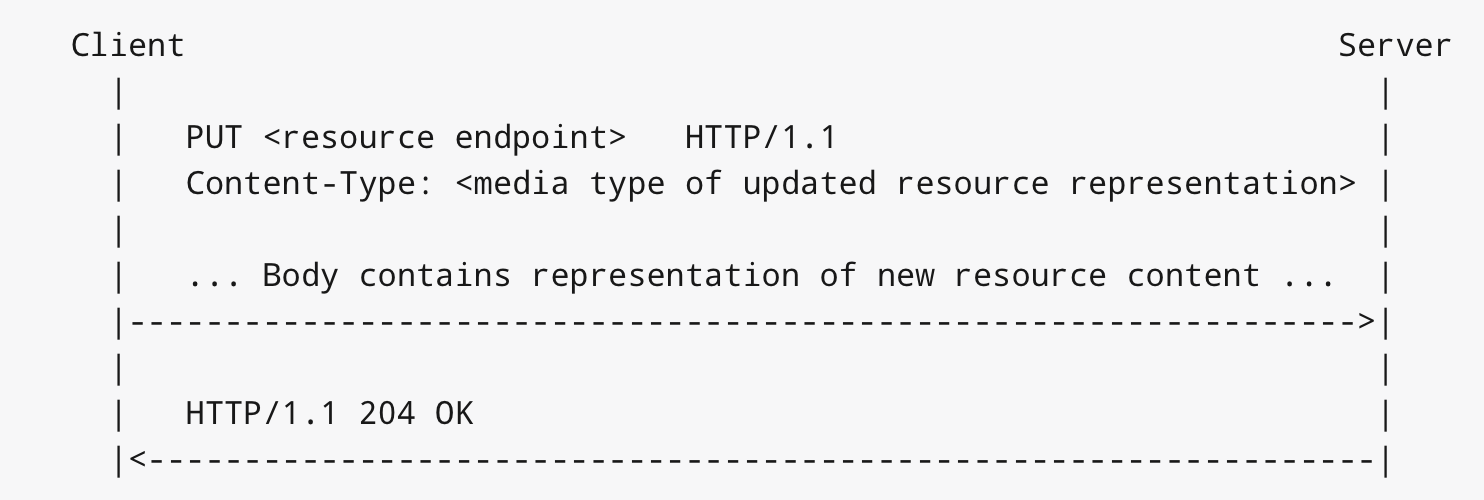 Client Server
| |
| PUT <resource endpoint> HTTP/1.1 |
| Content-Type: <media type of updated resource representation> |
| |
| ... Body contains representation of new resource content ... |
|---------------------------------------------------------------->|
| |
| HTTP/1.1 204 OK |
|<----------------------------------------------------------------|